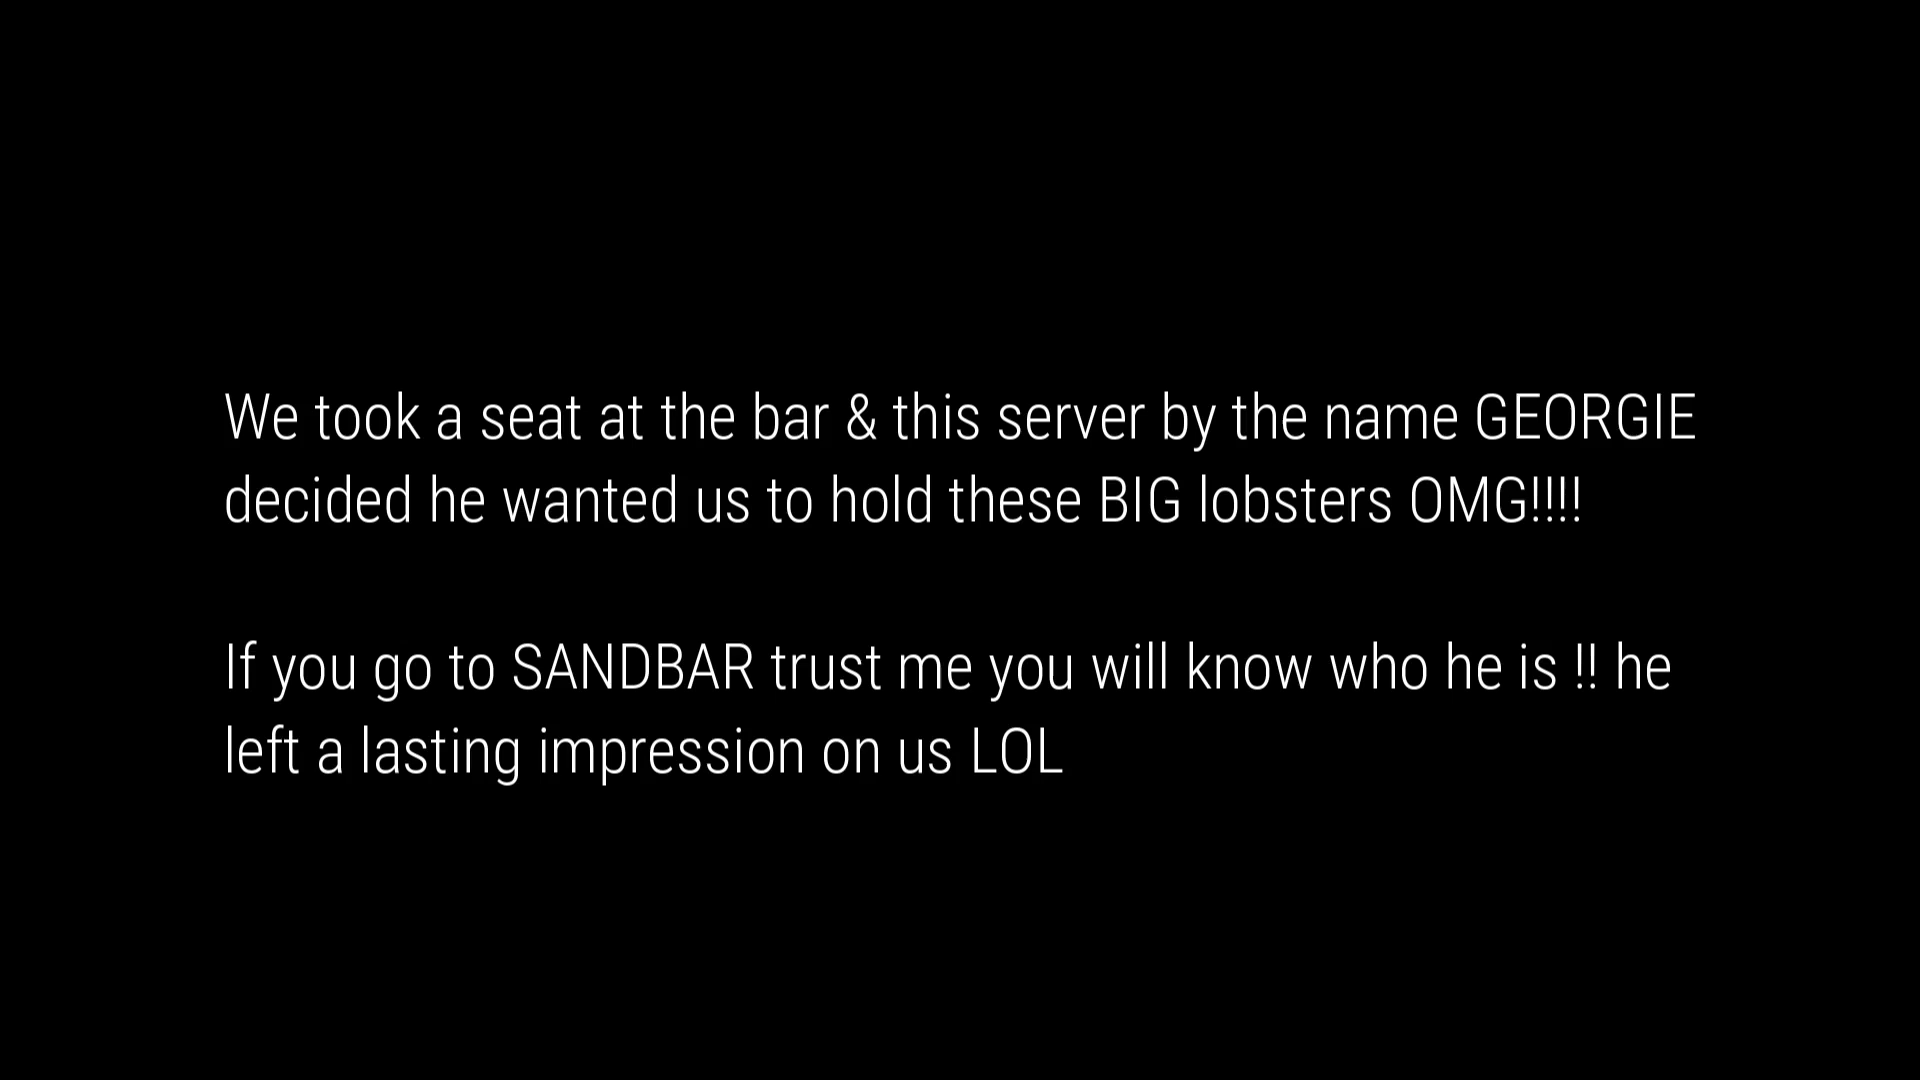 We took a seat at the bar & this server by the name GEORGIE
decided he wanted us to hold these BIG lobsters OMG!!!!
If you go to SANDBAR trust me you will know who he is !! he
left a lasting impression on us LOL